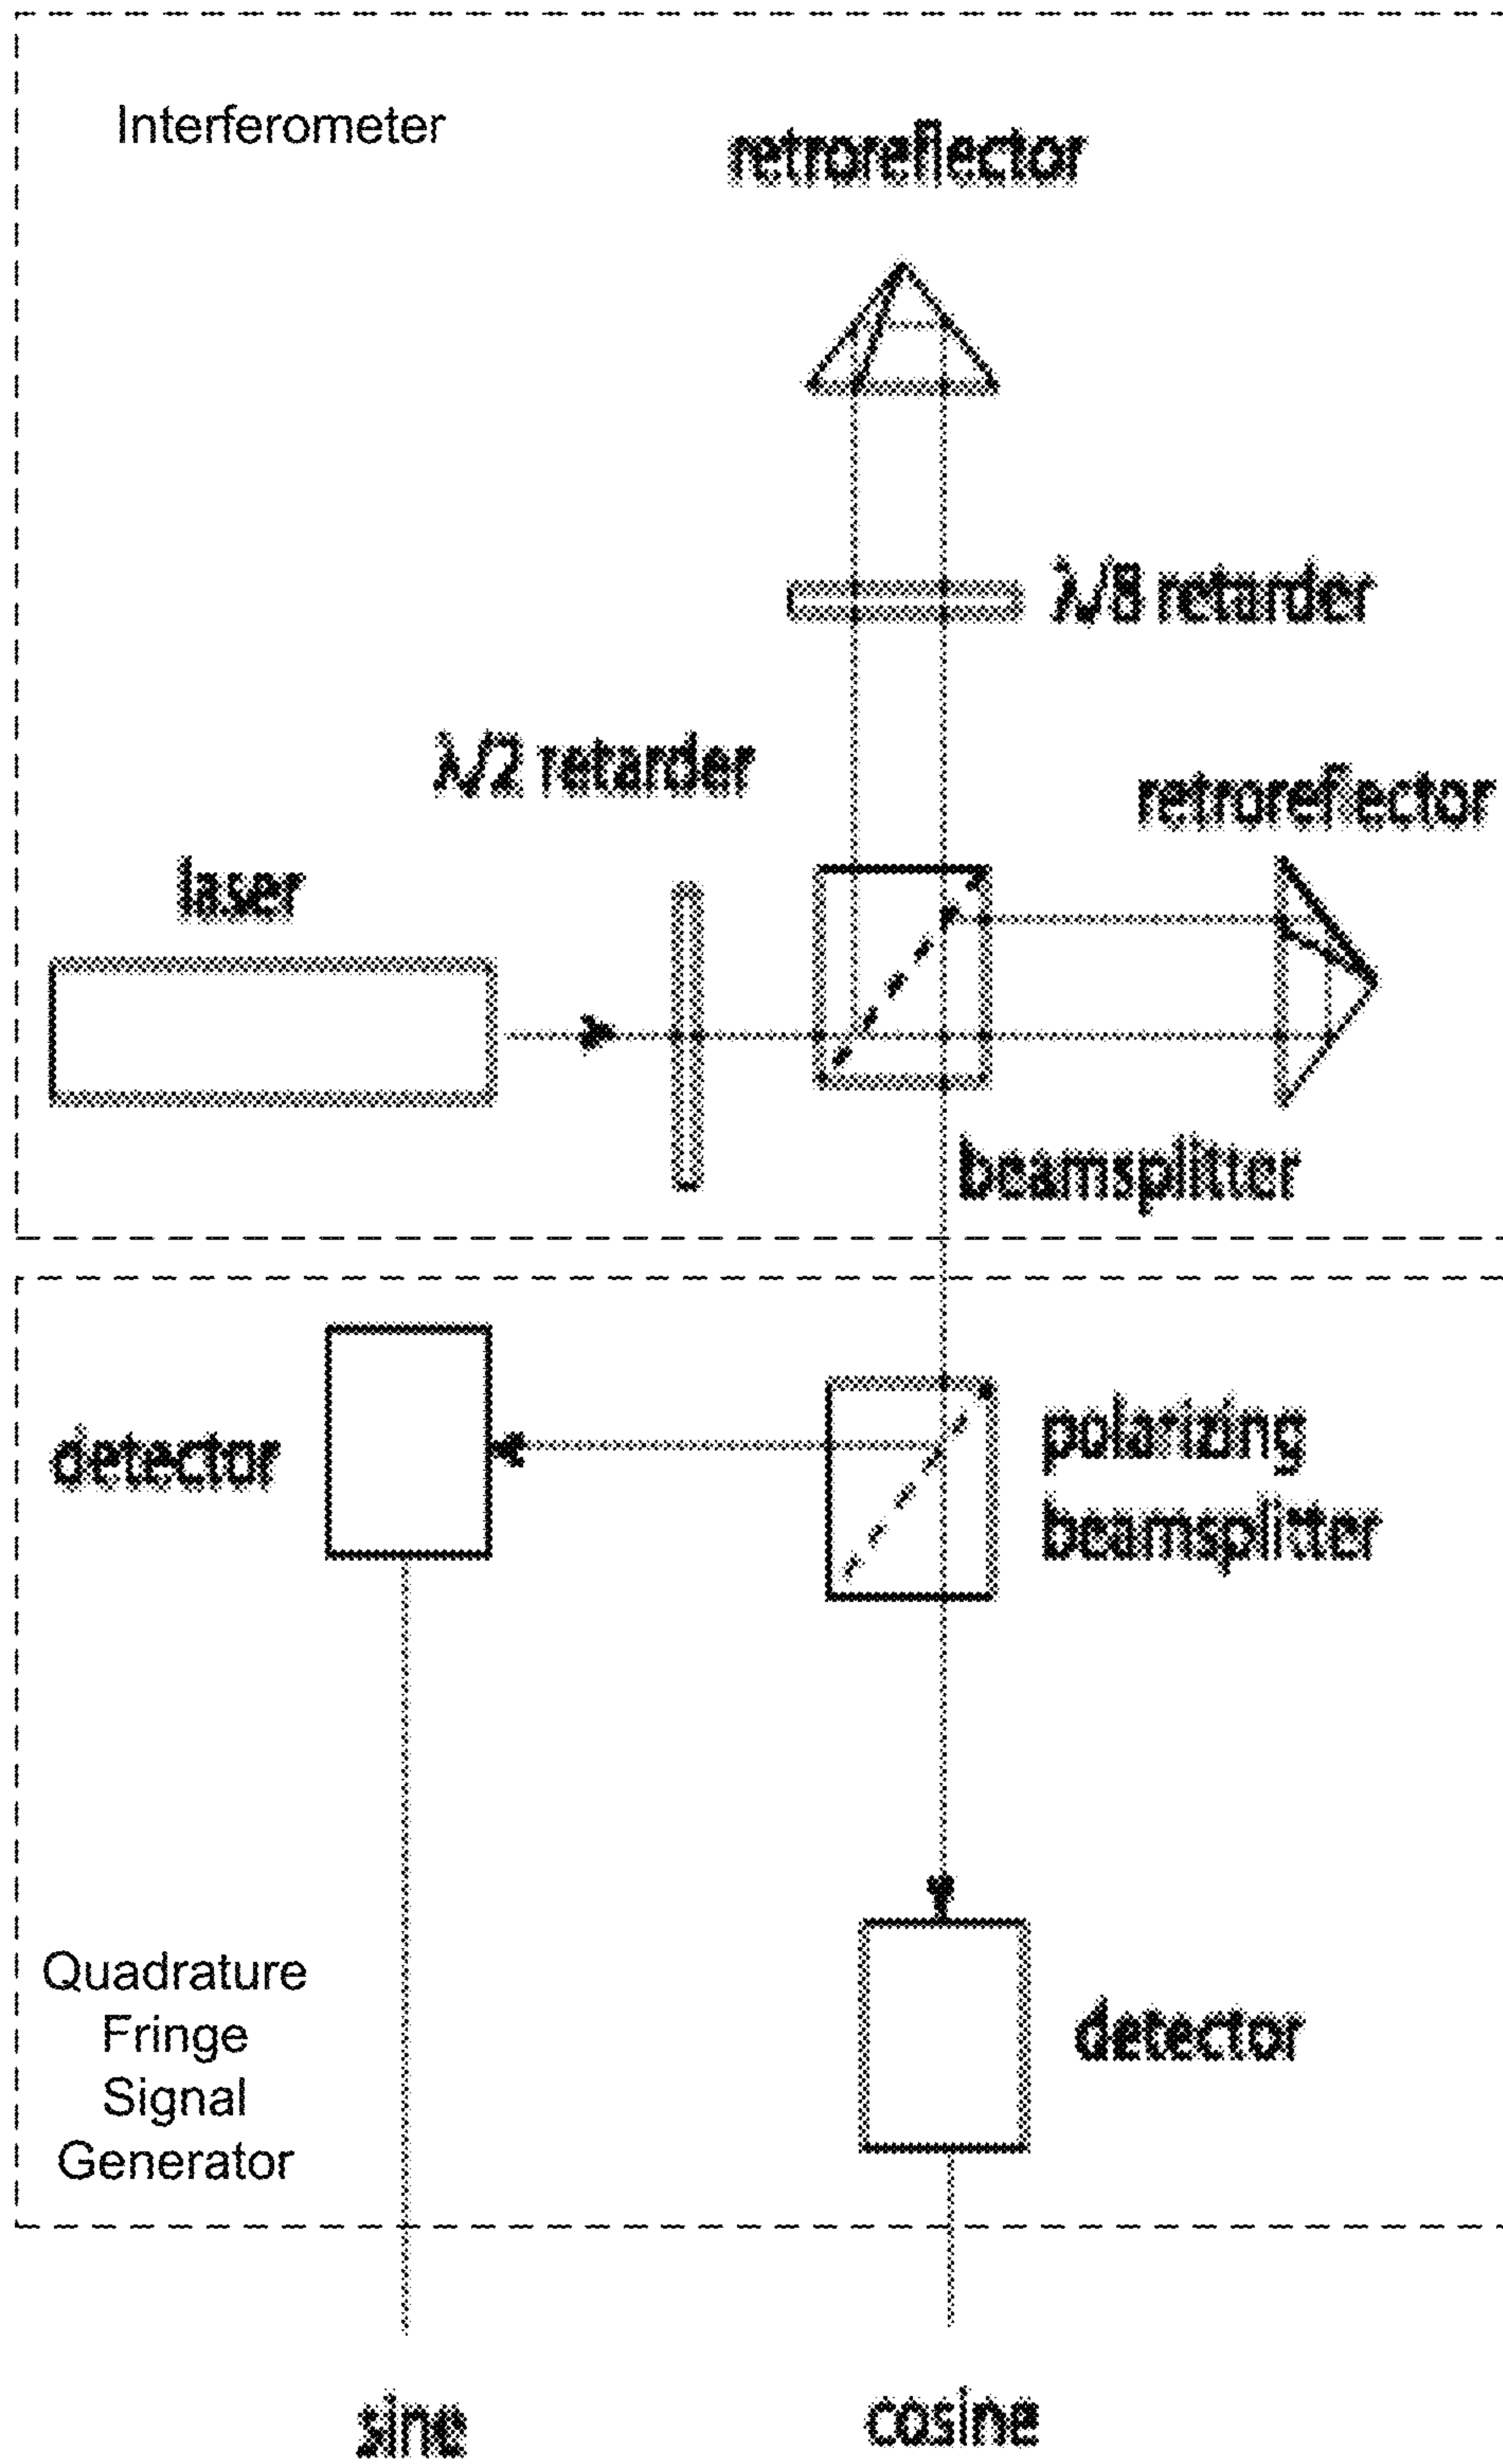 Interferometer
retroreflector
λ/8 retarder
λ/2 retarder
retroreflector
laser
beamsplitter
detector
polarizing
beamsplitter
Quadrature
Fringe
Signal
Generator
detector
sine
cosine